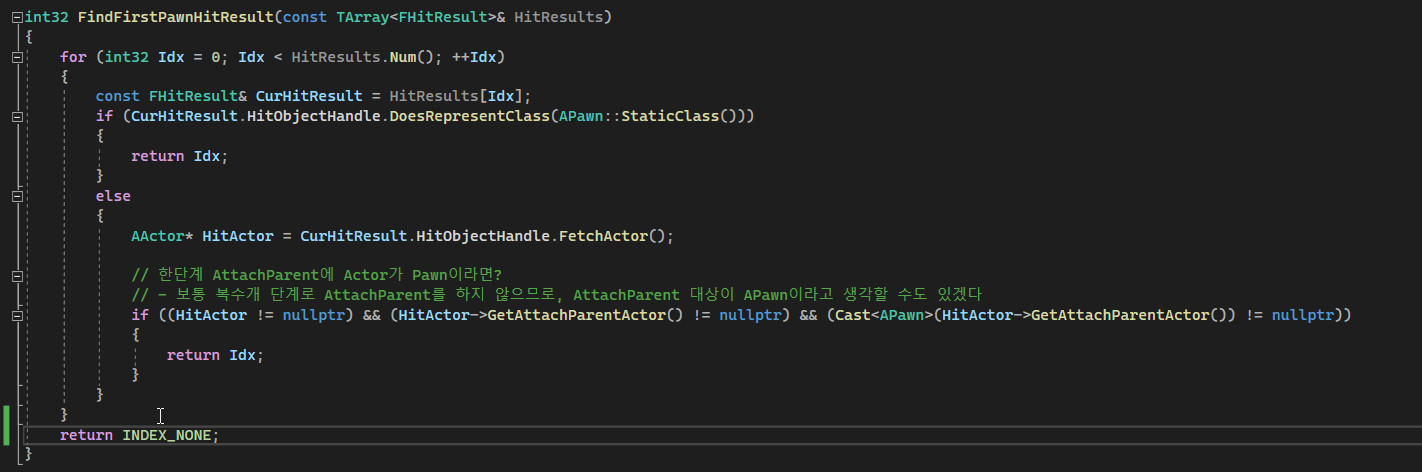 int32 FindFirstPawnHitResult(const TArray<FHitResult>& HitResults)
{
    for (int32 Idx = 0; Idx < HitResults.Num(); ++Idx)
    {
        const FHitResult& CurHitResult = HitResults[Idx];
        if (CurHitResult.HitObjectHandle.DoesRepresentClass(APawn::StaticClass()))
        {
            return Idx;
        }
        else
        {
            AActor* HitActor = CurHitResult.HitObjectHandle.FetchActor();
            // 한단계 AttachParent에 Actor가 Pawn이라면?
            // - 보통 복수개 단계로 AttachParent를 하지 않으므로, AttachParent 대상이 APawn이라고 생각할 수도 있겠다
            if ((HitActor != nullptr) && (HitActor->GetAttachParentActor() != nullptr) && (Cast<APawn>(HitActor->GetAttachParentActor()) != nullptr))
            {
                return Idx;
            }
        }
    }
    return INDEX_NONE;
}